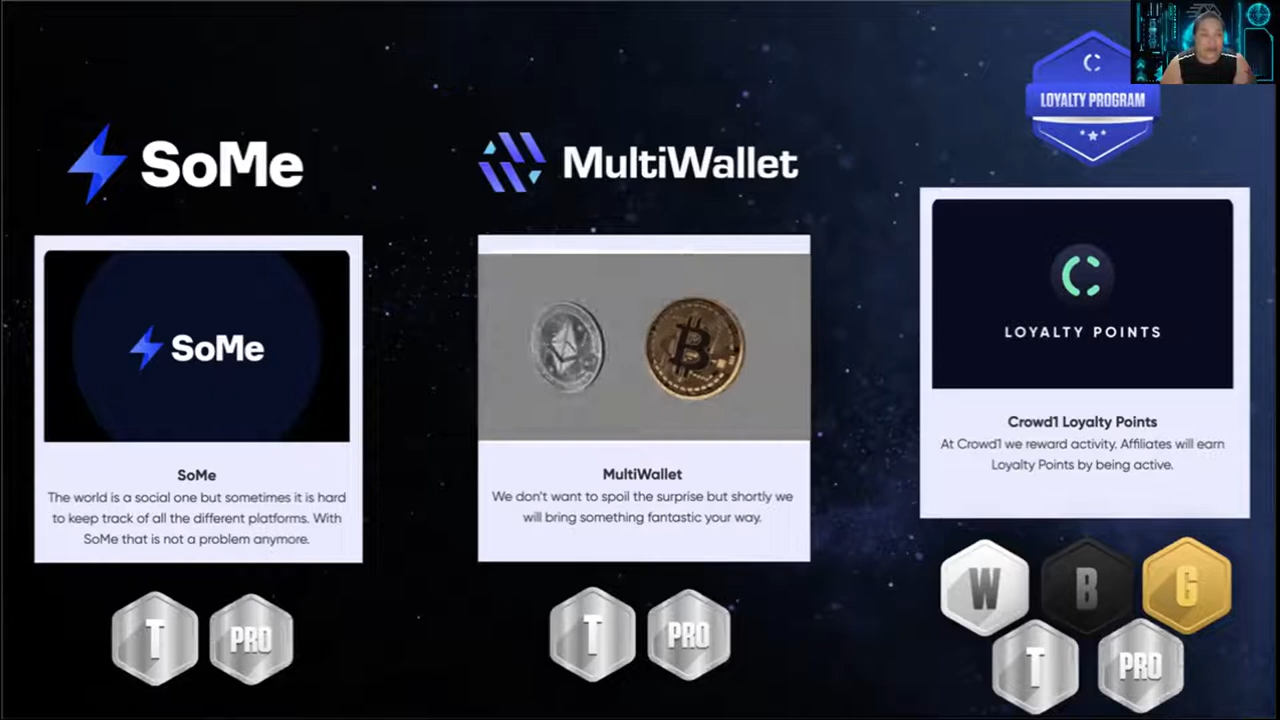 SoMe
SoMe
SoMe
The world is a social one but sometimes it is hard
to keep track of all the different platforms. With
SoMe that is not a problem anymore.
T PRO
MultiWallet
MultiWallet
We don't want to spoil the surprise but shortly we
will bring something fantastic your way.
T PRO
LOYALTY PROGRAM
LOYALTY POINTS
Crowd1 Loyalty Points
At Crowd1 we reward activity. Affiliates will earn
Loyalty Points by being active.
W B G
T PRO